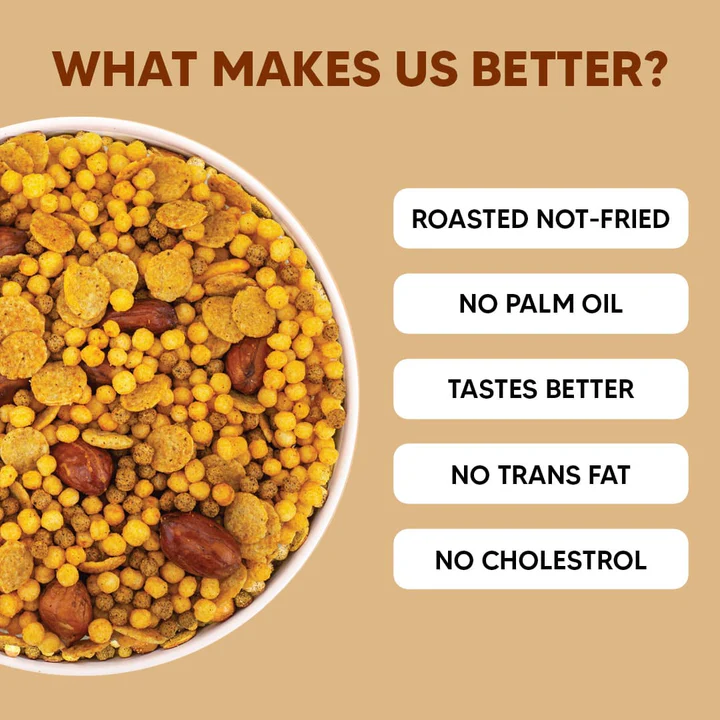 WHAT MAKES US BETTER?
ROASTED NOT-FRIED
NO PALM OIL
TASTES BETTER
NO TRANS FAT
NO CHOLESTROL